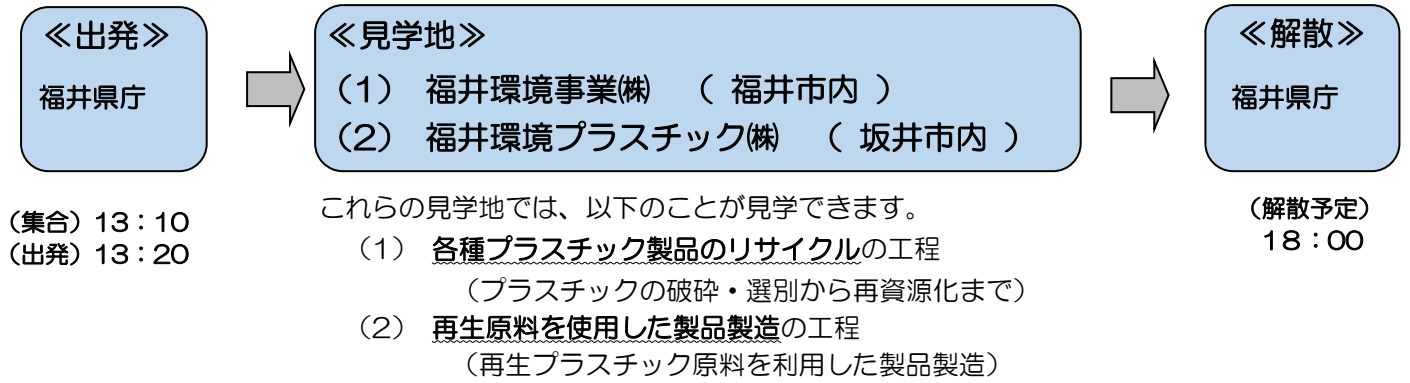 ≪出発≫
福井県庁
(集合)13:10
(出発)13:20
≪見学地≫
(1) 福井環境事業㈱ ( 福井市内 )
(2) 福井環境プラスチック㈱ ( 坂井市内 )
これらの見学地では、以下のことが見学できます。
(1) 各種プラスチック製品のリサイクルの工程
(プラスチックの破砕・選別から再資源化まで)
(2) 再生原料を使用した製品製造の工程
(再生プラスチック原料を利用した製品製造)
≪解散≫
福井県庁
(解散予定)
18:00